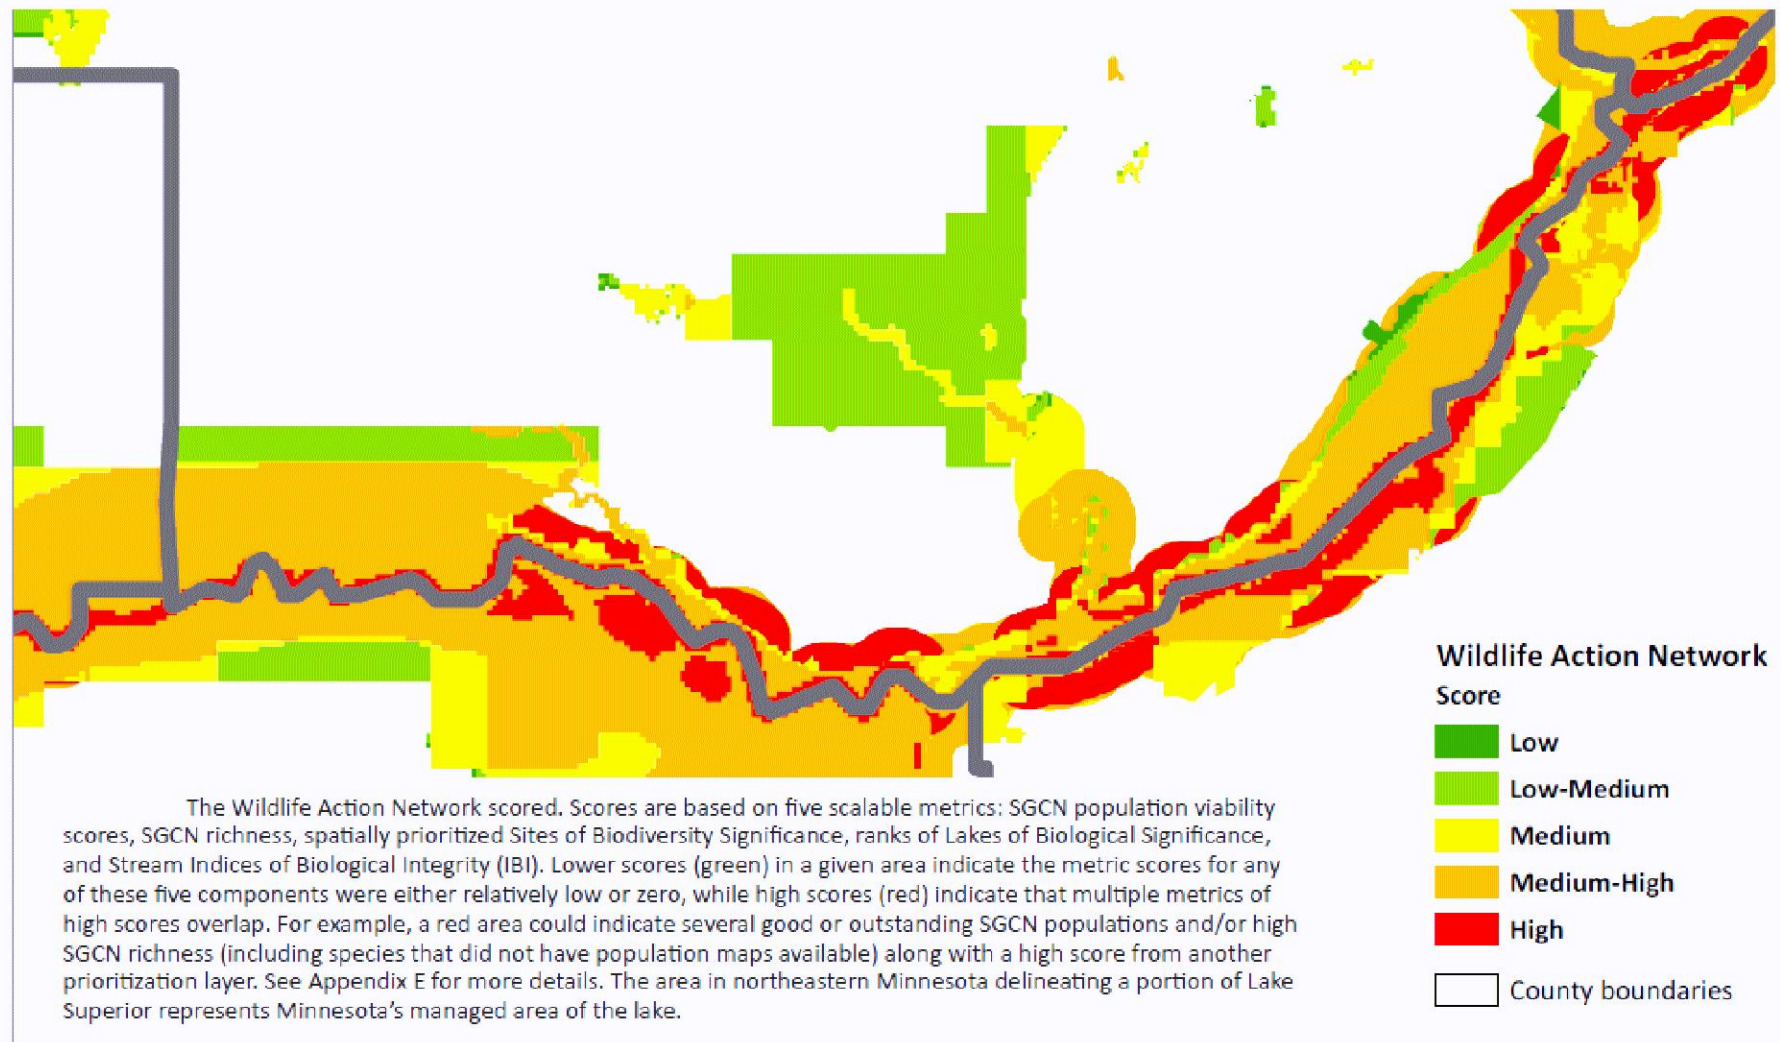 Wildlife Action Network
Score
Low
Low-Medium
Medium
Medium-High
High
County boundaries
The Wildlife Action Network scored. Scores are based on five scalable metrics: SGCN population viability
scores, SGCN richness, spatially prioritized Sites of Biodiversity Significance, ranks of Lakes of Biological Significance,
and Stream Indices of Biological Integrity (IBI). Lower scores (green) in a given area indicate the metric scores for any
of these five components were either relatively low or zero, while high scores (red) indicate that multiple metrics of
high scores overlap. For example, a red area could indicate several good or outstanding SGCN populations and/or high
SGCN richness (including species that did not have population maps available) along with a high score from another
prioritization layer. See Appendix E for more details. The area in northeastern Minnesota delineating a portion of Lake
Superior represents Minnesota's managed area of the lake.